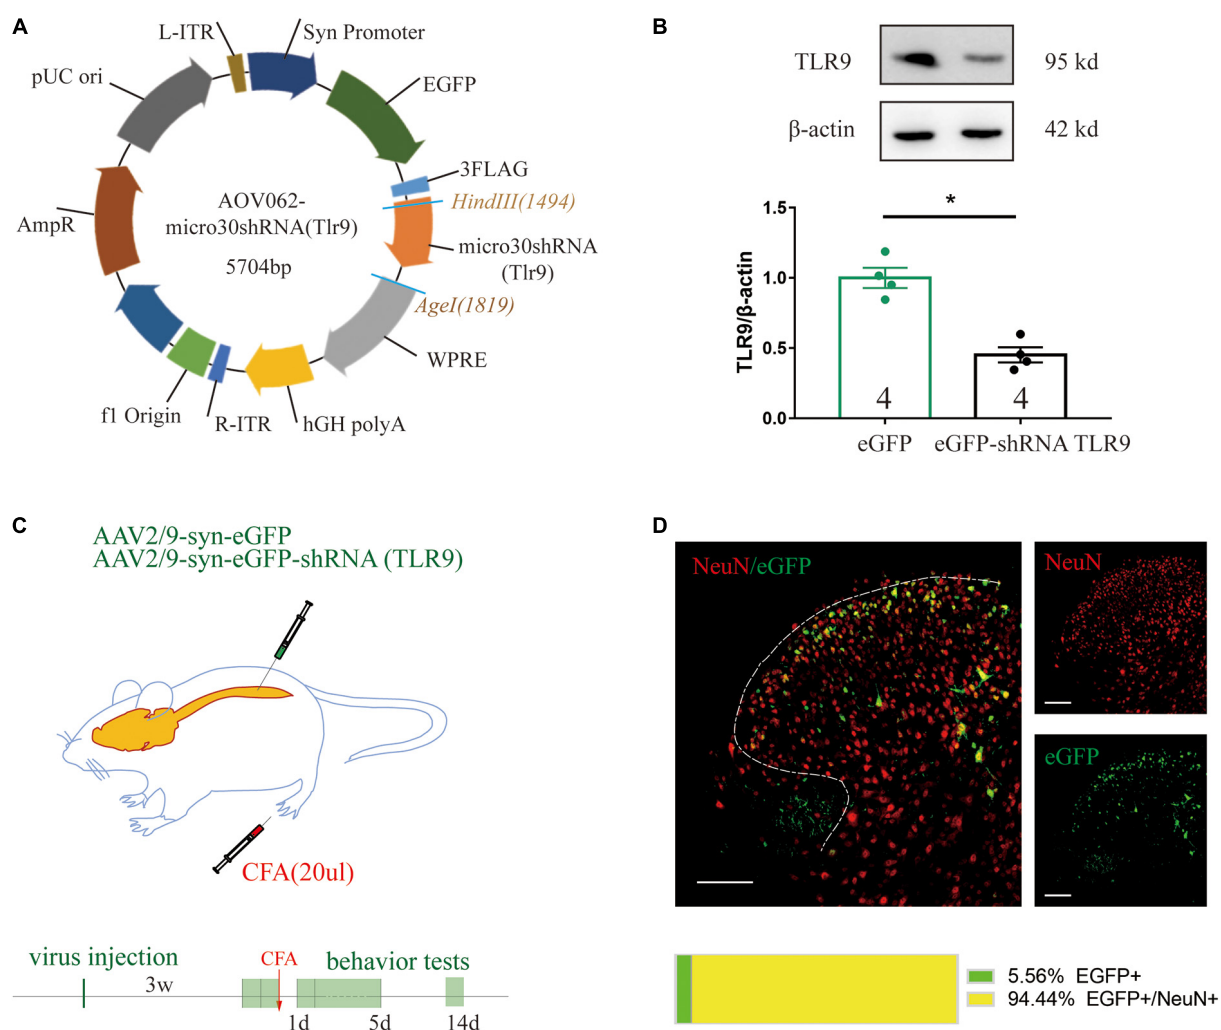 A
L-ITR
Syn Promoter
pUC ori
EGFP
3FLAG
HindIII(1494)
AOV062-
micro30shRNA(Tlr9)
5704bp
AmpR
micro30shRNA
(Tlr9)
AgeI(1819)
WPRE
f1 Origin
R-ITR
hGH polyA
B
TLR9
95 kd
β-actin
42 kd
TLR9/β-actin
1.5
1.0
0.5
0.0
*
4
4
eGFP
eGFP-shRNA TLR9
C
AAV2/9-syn-eGFP
AAV2/9-syn-eGFP-shRNA (TLR9)
CFA(20ul)
virus injection
3w
CFA
behavior tests
1d
5d
14d
D
NeuN/eGFP
NeuN
eGFP
5.56% EGFP+
94.44% EGFP+/NeuN+